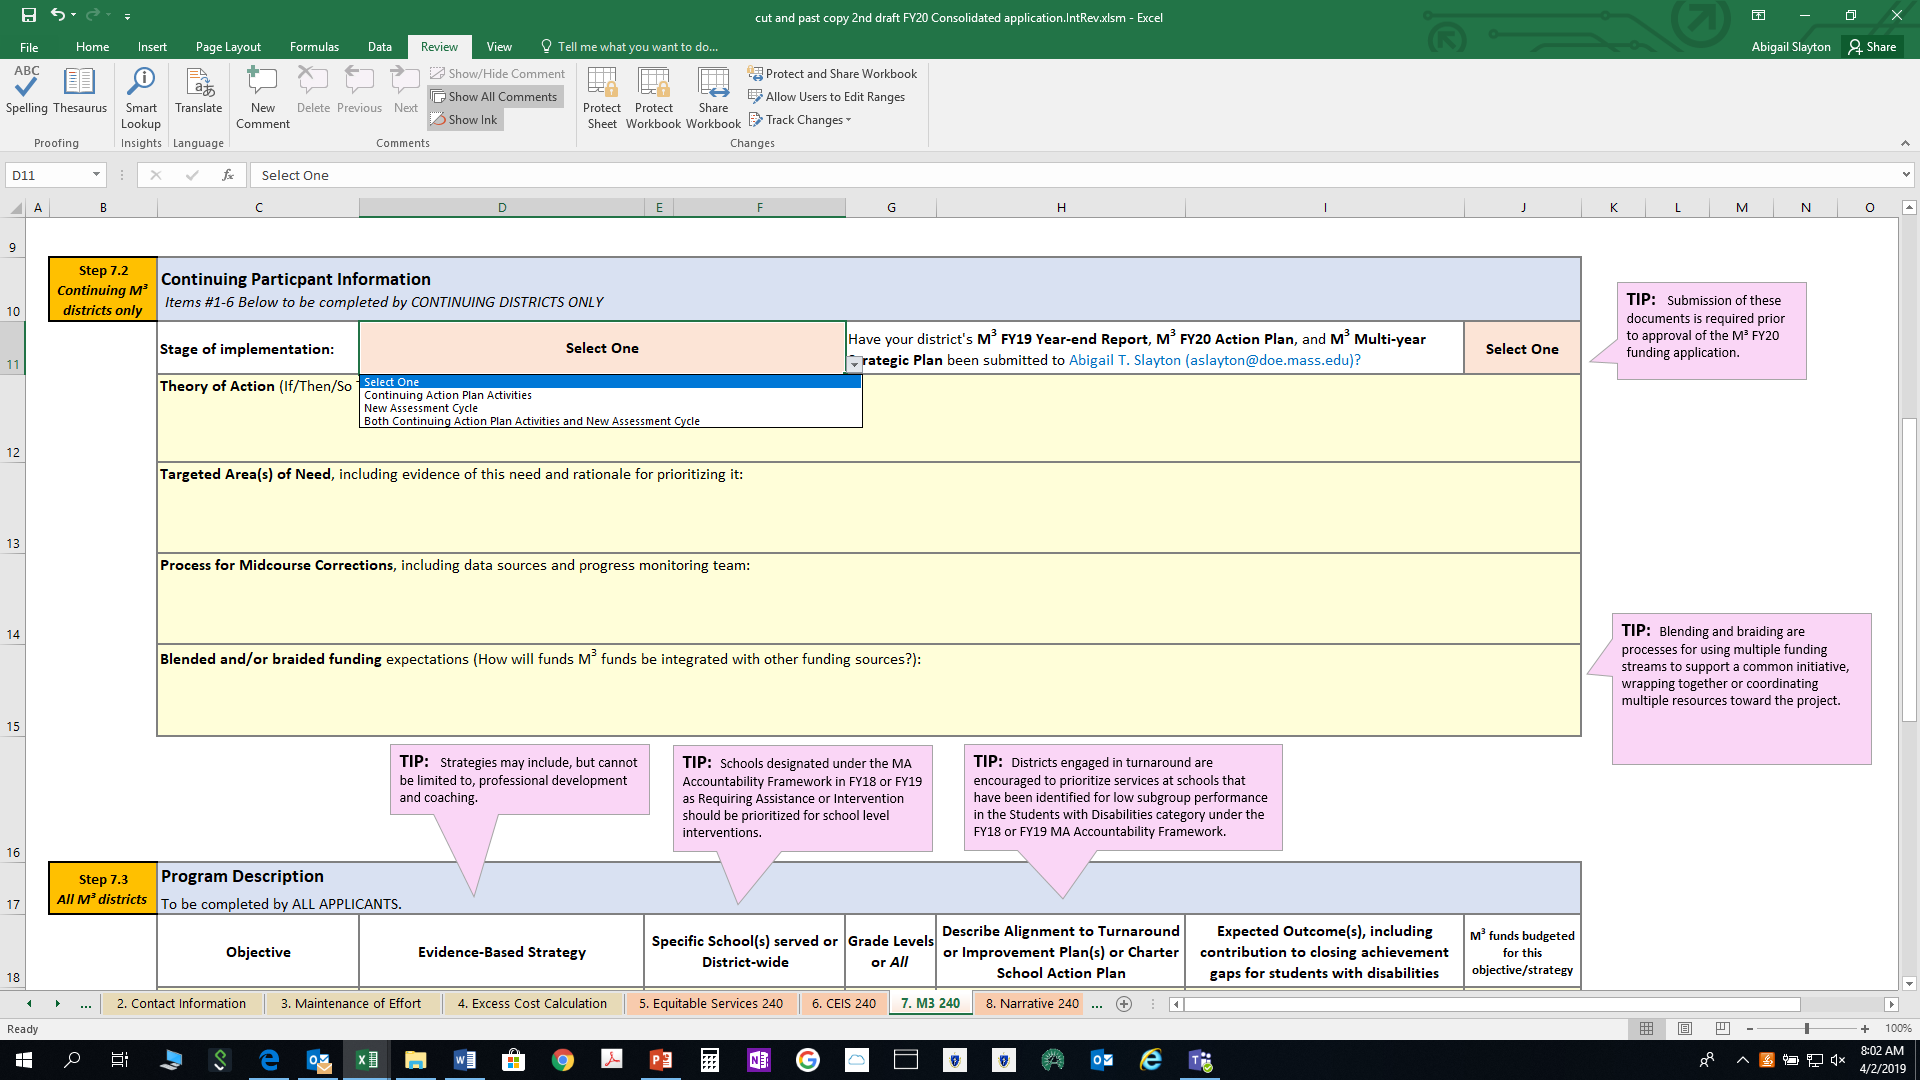 cut and past copy 2nd draft FY20 Consolidated application.IntRev.xlsm - Excel
File Home Insert Page Layout Formulas Data Review View Tell me what you want to do... Abigail Slayton Share
ABC
Spelling Thesaurus Smart Lookup Translate New Comment Delete Previous Next
Show/Hide Comment
Show All Comments
Show Ink
Protect Sheet Protect Workbook Share Workbook
Protect and Share Workbook
Allow Users to Edit Ranges
Track Changes
Proofing Insights Language Comments Changes
D11 fx Select One
A B C D E F G H I J K L M N O
9
10
Step 7.2
Continuing M³
districts only
Continuing Particpant Information
Items #1-6 Below to be completed by CONTINUING DISTRICTS ONLY
TIP: Submission of these
documents is required prior
to approval of the M³ FY20
funding application.
11
Stage of implementation:
Select One
Have your district's M³ FY19 Year-end Report, M³ FY20 Action Plan, and M³ Multi-year
Strategic Plan been submitted to Abigail T. Slayton (aslayton@doe.mass.edu)?
Select One
Theory of Action (If/Then/So
Select One
Continuing Action Plan Activities
New Assessment Cycle
Both Continuing Action Plan Activities and New Assessment Cycle
12
Targeted Area(s) of Need, including evidence of this need and rationale for prioritizing it:
13
Process for Midcourse Corrections, including data sources and progress monitoring team:
14
Blended and/or braided funding expectations (How will funds M³ funds be integrated with other funding sources?):
15
TIP: Blending and braiding are
processes for using multiple funding
streams to support a common initiative,
wrapping together or coordinating
multiple resources toward the project.
TIP: Strategies may include, but cannot
be limited to, professional development
and coaching.
TIP: Schools designated under the MA
Accountability Framework in FY18 or FY19
as Requiring Assistance or Intervention
should be prioritized for school level
interventions.
TIP: Districts engaged in turnaround are
encouraged to prioritize services at schools that
have been identified for low subgroup performance
in the Students with Disabilities category under the
FY18 or FY19 MA Accountability Framework.
16
17
Step 7.3
All M³ districts
Program Description
To be completed by ALL APPLICANTS.
18
Objective
Evidence-Based Strategy
Specific School(s) served or
District-wide
Grade Levels
or All
Describe Alignment to Turnaround
or Improvement Plan(s) or Charter
School Action Plan
Expected Outcome(s), including
contribution to closing achievement
gaps for students with disabilities
M³ funds budgeted
for this
objective/strategy
... 2. Contact Information 3. Maintenance of Effort 4. Excess Cost Calculation 5. Equitable Services 240 6. CEIS 240 7. M3 240 8. Narrative 240 ...
Ready 100%
8:02 AM
4/2/2019